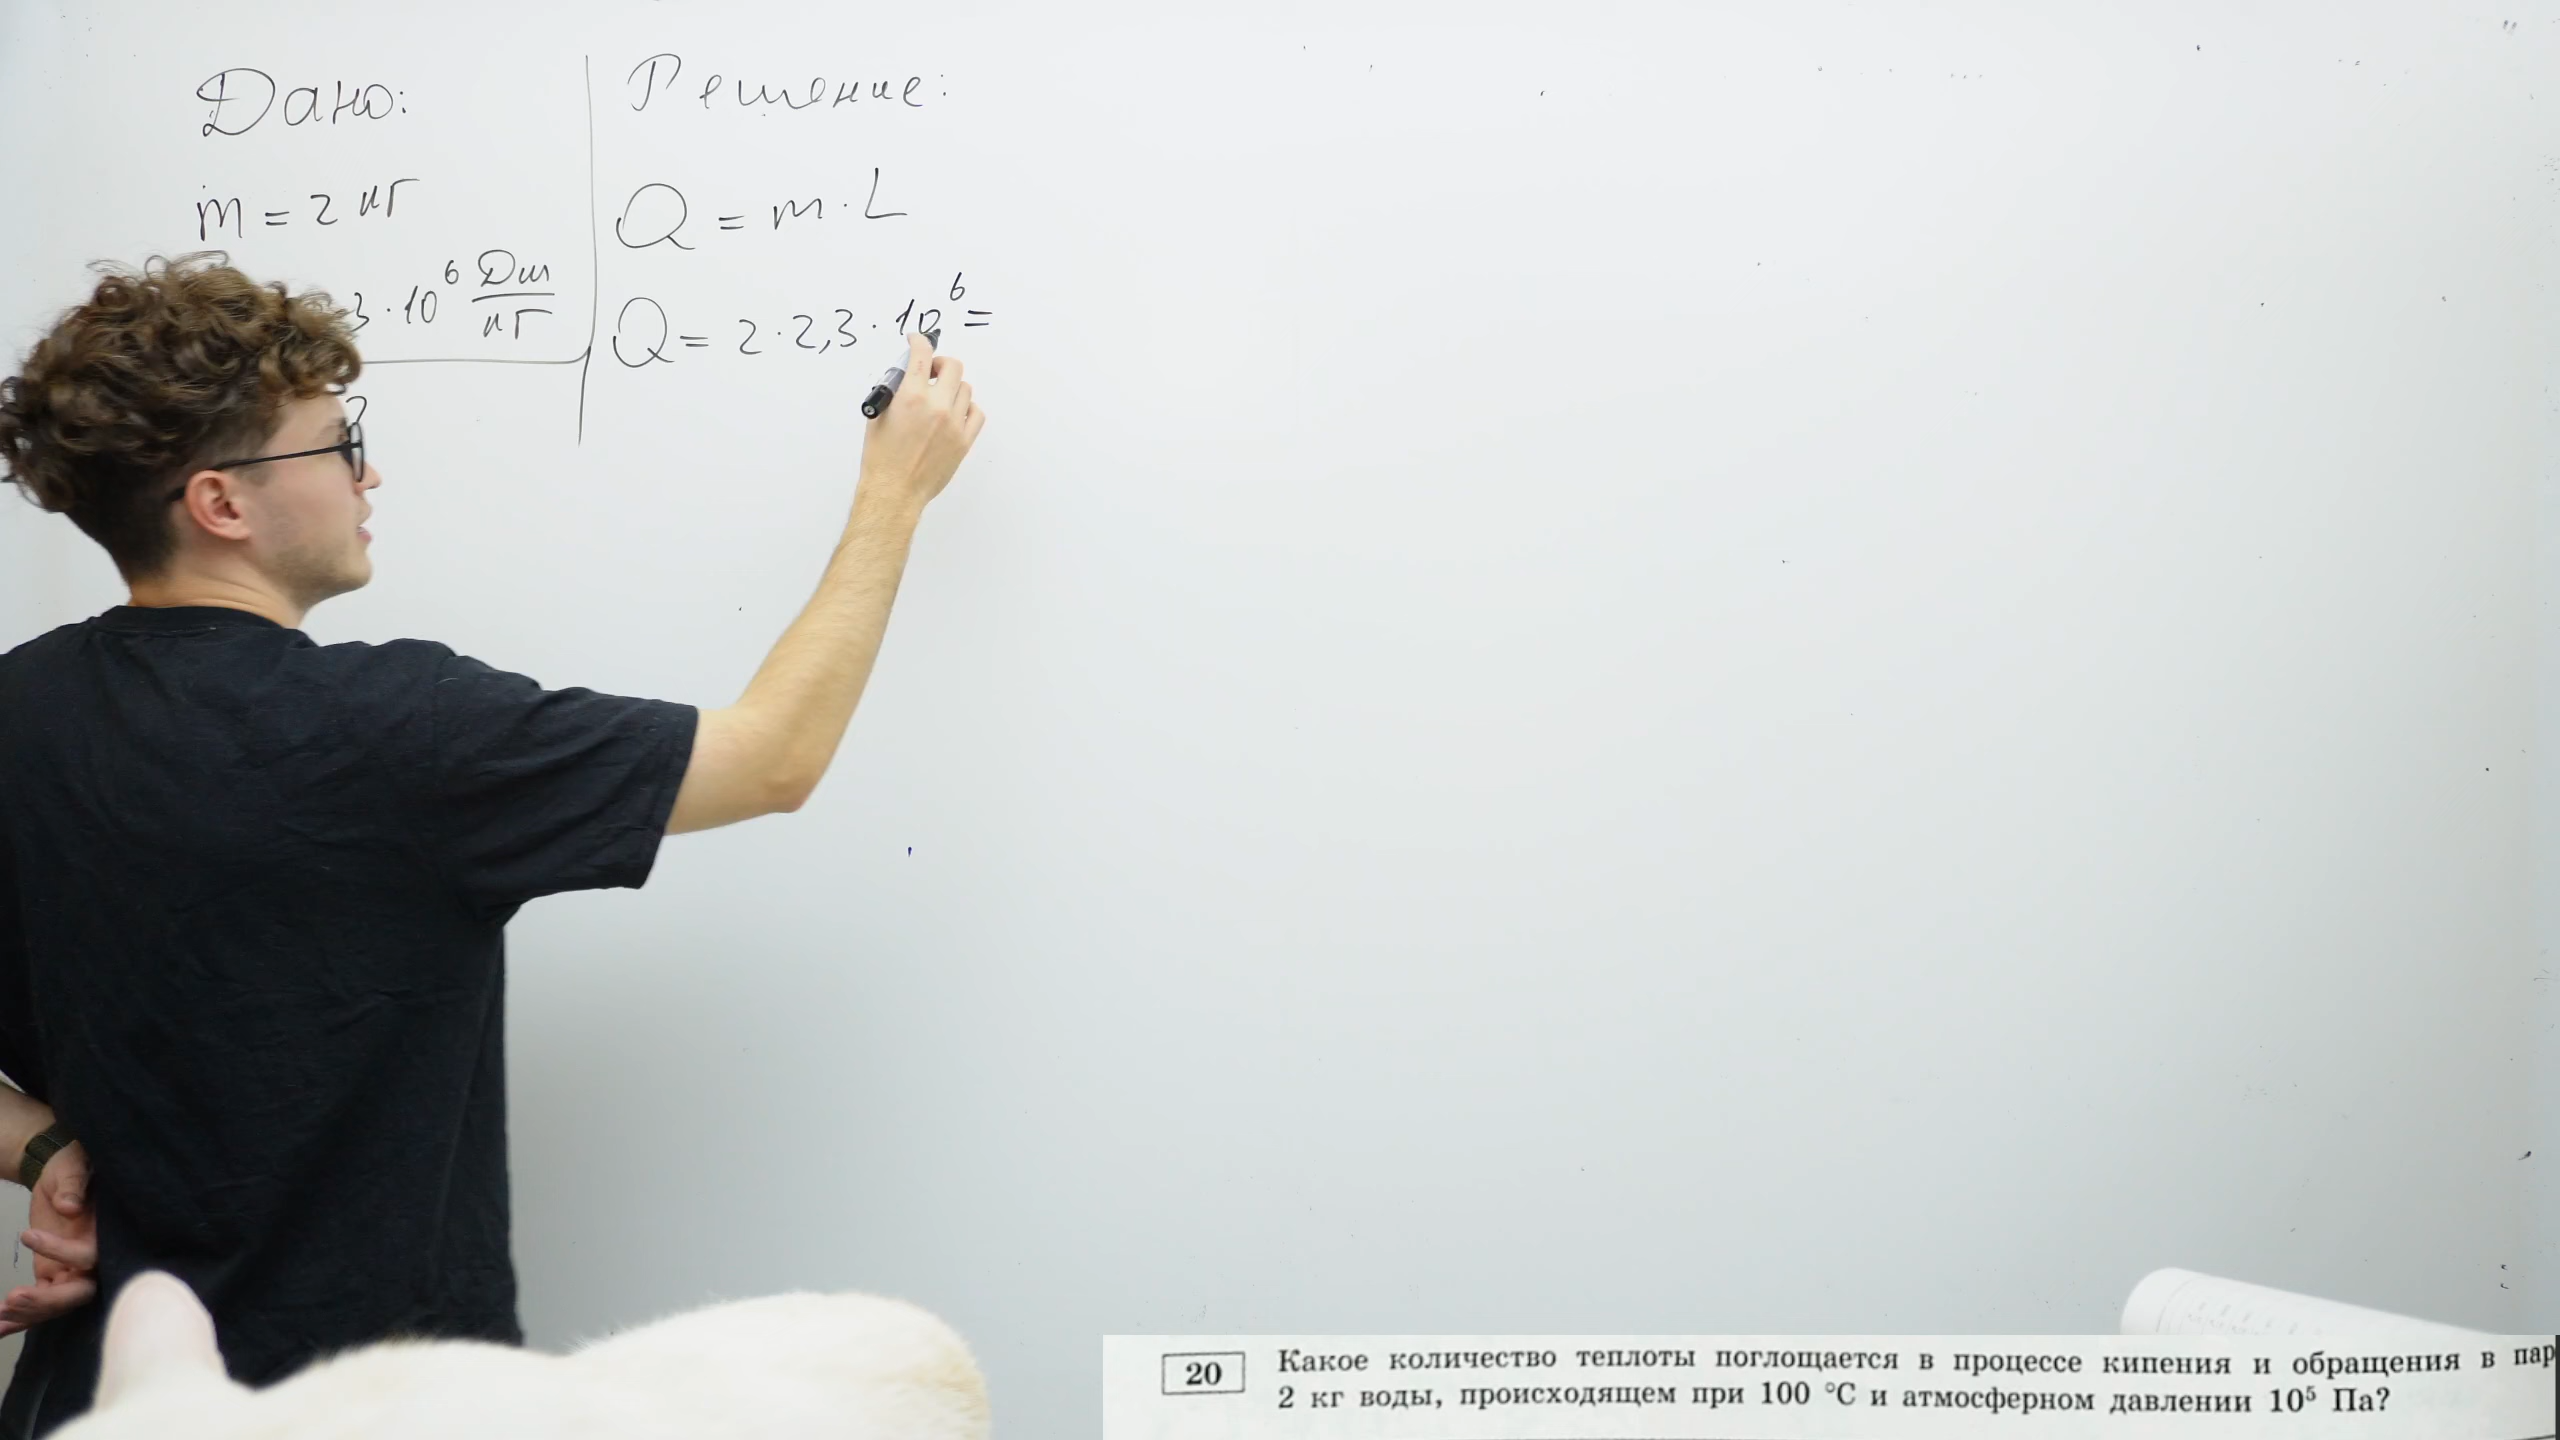 Дано:
m = 2 кг
3 · 10⁶ Дж/кг
?
Решение:
Q = m · L
Q = 2 · 2,3 · 10⁶ =
20 Какое количество теплоты поглощается в процессе кипения и обращения в пар
2 кг воды, происходящем при 100 °С и атмосферном давлении 10⁵ Па?